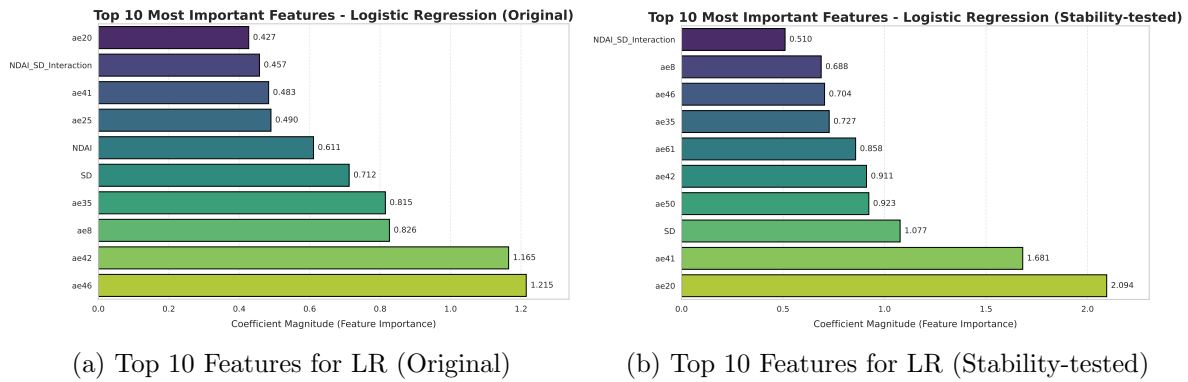 Top 10 Most Important Features - Logistic Regression (Original)
ae20 0.427
NDAI_SD_Interaction 0.457
ae41 0.483
ae25 0.490
NDAI 0.611
SD 0.712
ae35 0.815
ae8 0.826
ae42 1.165
ae46 1.215
0.0 0.2 0.4 0.6 0.8 1.0 1.2
Coefficient Magnitude (Feature Importance)
(a) Top 10 Features for LR (Original)
Top 10 Most Important Features - Logistic Regression (Stability-tested)
NDAI_SD_Interaction 0.510
ae8 0.688
ae46 0.704
ae35 0.727
ae61 0.858
ae42 0.911
ae50 0.923
SD 1.077
ae41 1.681
ae20 2.094
0.0 0.5 1.0 1.5 2.0
Coefficient Magnitude (Feature Importance)
(b) Top 10 Features for LR (Stability-tested)